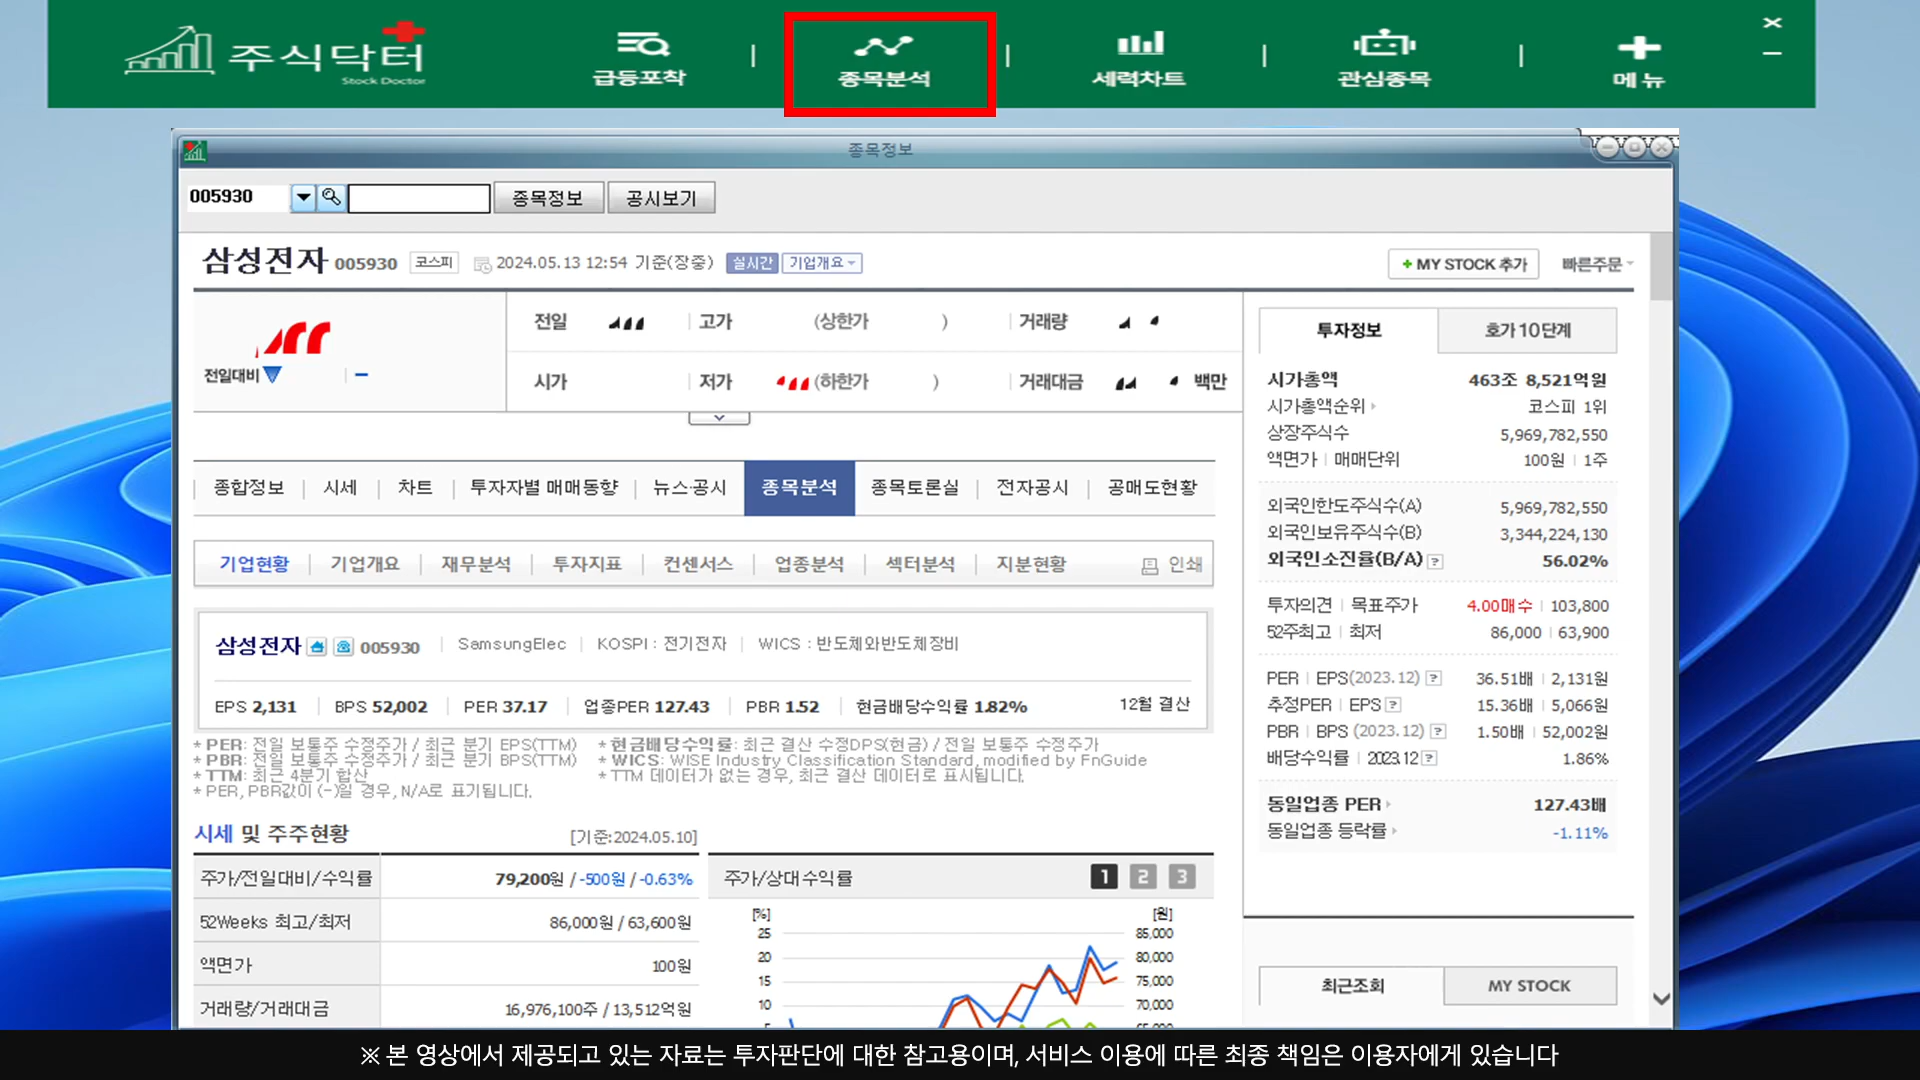 주식닥터
Stock Doctor
급등포착
종목분석
세력차트
관심종목
메뉴
종목정보
005930
종목정보
공시보기
삼성전자 005930 코스피 2024.05.13 12:54 기준(장중) 실시간 기업개요
+ MY STOCK 추가 빠른주문
전일대비
전일 고가 (상한가 ) 거래량
시가 저가 (하한가 ) 거래대금 백만
종합정보 시세 차트 투자자별 매매동향 뉴스·공시 종목분석 종목토론실 전자공시 공매도현황
기업현황 기업개요 재무분석 투자지표 컨센서스 업종분석 섹터분석 지분현황 인쇄
삼성전자 005930 SamsungElec KOSPI : 전기전자 WICS : 반도체와반도체장비
EPS 2,131 BPS 52,002 PER 37.17 업종PER 127.43 PBR 1.52 현금배당수익률 1.82% 12월 결산
* PER: 전일 보통주 수정주가 / 최근 분기 EPS(TTM)
* PBR: 전일 보통주 수정주가 / 최근 분기 BPS(TTM)
* TTM: 최근 4분기 합산
* PER, PBR값이 (-)일 경우, N/A로 표기됩니다.
* 현금배당수익률: 최근 결산 수정DPS(현금) / 전일 보통주 수정주가
* WICS: WISE Industry Classification Standard, modified by FnGuide
* TTM 데이터가 없는 경우, 최근 결산 데이터로 표시됩니다.
시세 및 주주현황 [기준:2024.05.10]
주가/전일대비/수익률 79,200원 / -500원 / -0.63%
52Weeks 최고/최저 86,000원 / 63,600원
액면가 100원
거래량/거래대금 16,976,100주 / 13,512억원
주가/상대수익률 1 2 3
[%] [원]
25 85,000
20 80,000
15 75,000
10 70,000
5 65,000
투자정보 호가 10단계
시가총액 463조 8,521억원
시가총액순위 코스피 1위
상장주식수 5,969,782,550
액면가 매매단위 100원 1주
외국인한도주식수(A) 5,969,782,550
외국인보유주식수(B) 3,344,224,130
외국인소진율(B/A) ? 56.02%
투자의견 목표주가 4.00매수 103,800
52주최고 최저 86,000 63,900
PER EPS(2023.12) ? 36.51배 2,131원
추정PER EPS ? 15.36배 5,066원
PBR BPS (2023.12) ? 1.50배 52,002원
배당수익률 2023.12 ? 1.86%
동일업종 PER 127.43배
동일업종 등락률 -1.11%
최근조회 MY STOCK
※ 본 영상에서 제공되고 있는 자료는 투자판단에 대한 참고용이며, 서비스 이용에 따른 최종 책임은 이용자에게 있습니다